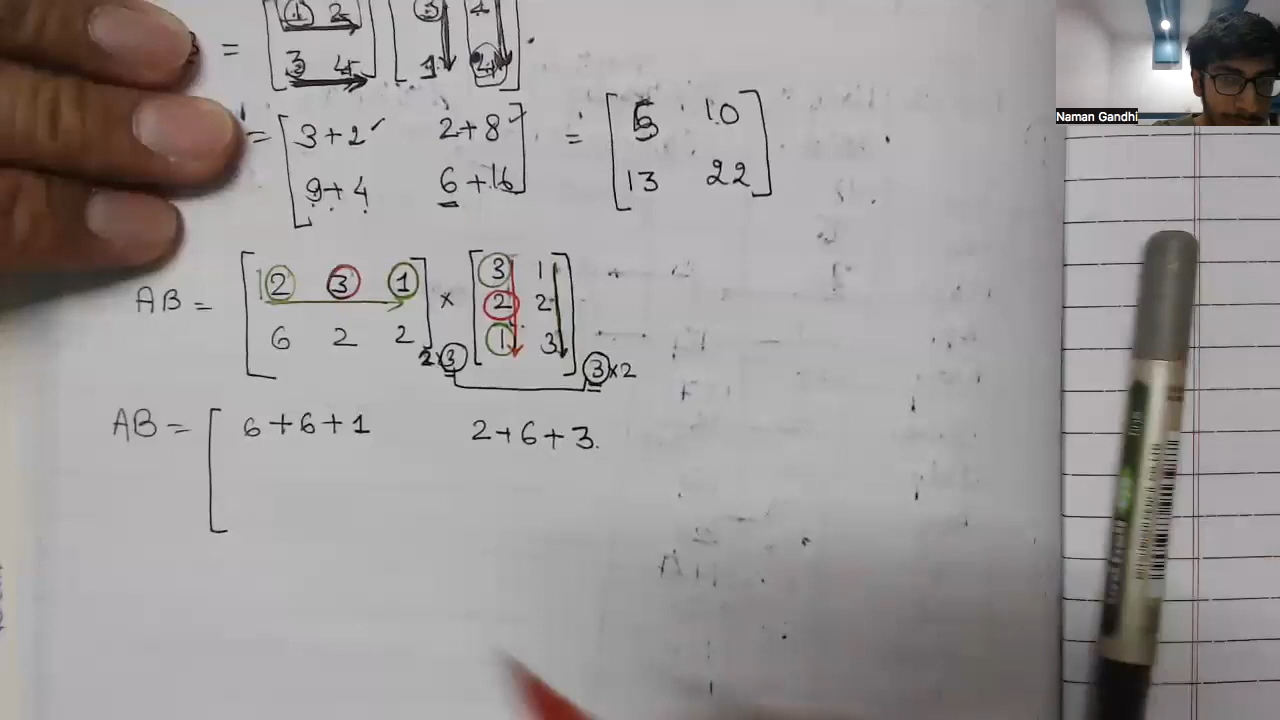 = [ 1 2 ] [ 3 2 ]
3 4 1 4
= [ 3+2 2+8 ] = [ 5 10 ]
9+4 6+16 13 22
AB = [ 2 3 1 ] × [ 3 1 ]
2 2
6 2 2 1 3
2×3 3×2
AB = [ 6+6+1 2+6+3
Naman Gandhi